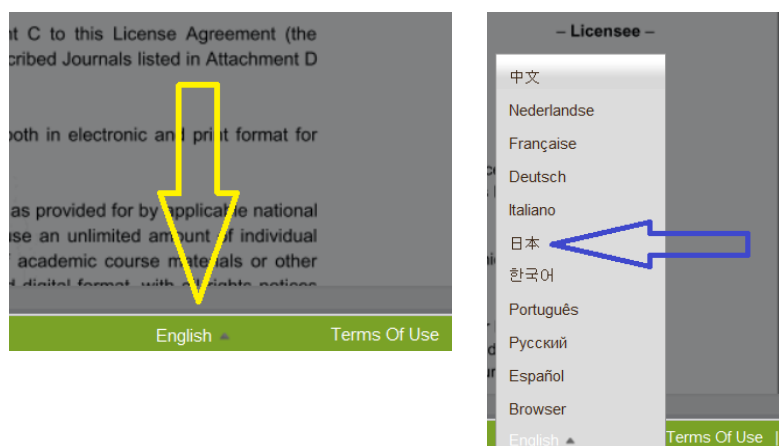 t C to this License Agreement (the
cribed Journals listed in Attachment D
both in electronic and print format for
as provided for by applicable national
use an unlimited amount of individual
academic course materials or other
digital format, with all rights notices
English
Terms Of Use
– Licensee –
中文
Nederlandse
Française
Deutsch
Italiano
日本
한국어
Português
Русский
Español
Browser
English
Terms Of Use